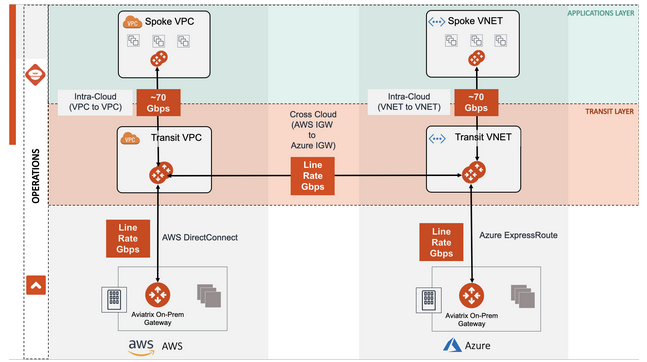 APPLICATIONS LAYER
Spoke VPC
VPC
Spoke VNET
Intra-Cloud
(VPC to VPC)
~70
Gbps
Intra-Cloud
(VNET to VNET)
~70
Gbps
TRANSIT LAYER
Cross Cloud
(AWS IGW
to
Azure IGW)
VPC
Transit VPC
Transit VNET
Line
Rate
Gbps
OPERATIONS
Line
Rate
Gbps
AWS DirectConnect
Line
Rate
Gbps
Azure ExpressRoute
Aviatrix On-Prem
Gateway
Aviatrix On-Prem
Gateway
aws AWS
Azure